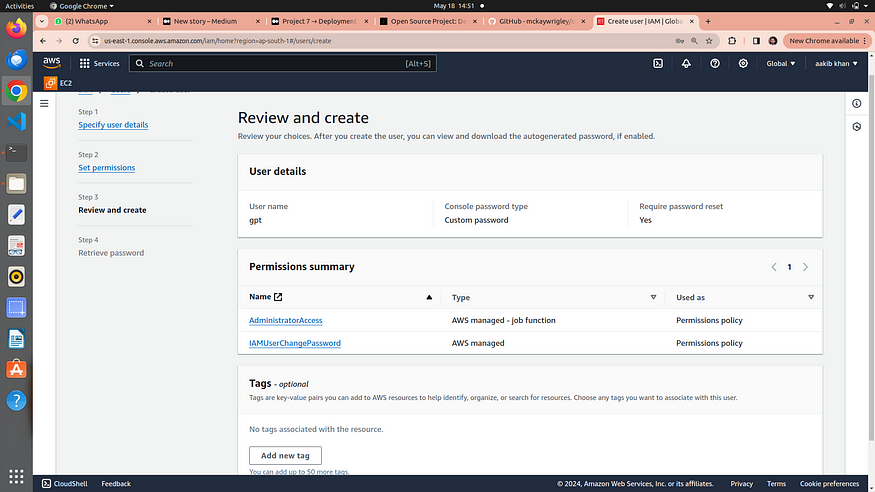 Activities
Google Chrome
May 18 14:51
(2) WhatsApp
New story – Medium
Project 7 → Deployment
Open Source Project: De
GitHub - mckaywrigley/c
Create user | IAM | Global
us-east-1.console.aws.amazon.com/iam/home?region=ap-south-1#/users/create
New Chrome available
aws
Services
Search
[Alt+S]
Global
aakib khan
EC2
Step 1
Specify user details
Step 2
Set permissions
Step 3
Review and create
Step 4
Retrieve password
Review and create
Review your choices. After you create the user, you can view and download the autogenerated password, if enabled.
User details
User name
gpt
Console password type
Custom password
Require password reset
Yes
Permissions summary
1
Name
Type
Used as
AdministratorAccess
AWS managed - job function
Permissions policy
IAMUserChangePassword
AWS managed
Permissions policy
Tags - optional
Tags are key-value pairs you can add to AWS resources to help identify, organize, or search for resources. Choose any tags you want to associate with this user.
No tags associated with the resource.
Add new tag
You can add up to 50 more tags.
CloudShell
Feedback
© 2024, Amazon Web Services, Inc. or its affiliates.
Privacy
Terms
Cookie preferences